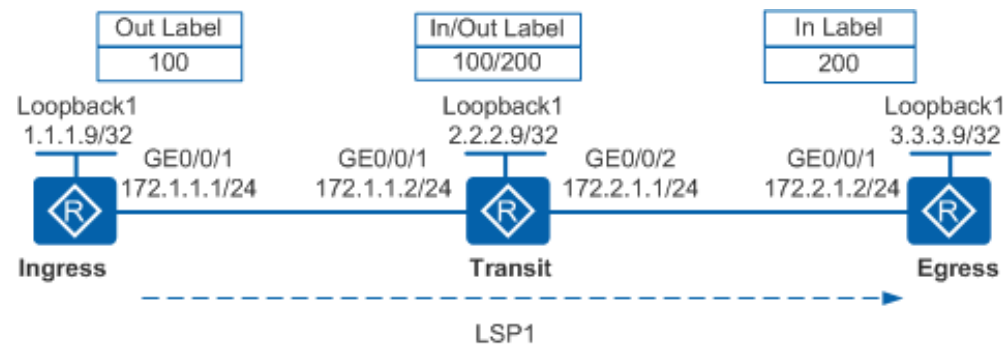 Out Label
100
In/Out Label
100/200
In Label
200
Loopback1
1.1.1.9/32
Loopback1
2.2.2.9/32
Loopback1
3.3.3.9/32
GE0/0/1
172.1.1.1/24
GE0/0/1
172.1.1.2/24
GE0/0/2
172.2.1.1/24
GE0/0/1
172.2.1.2/24
R
R
R
Ingress
Transit
Egress
LSP1